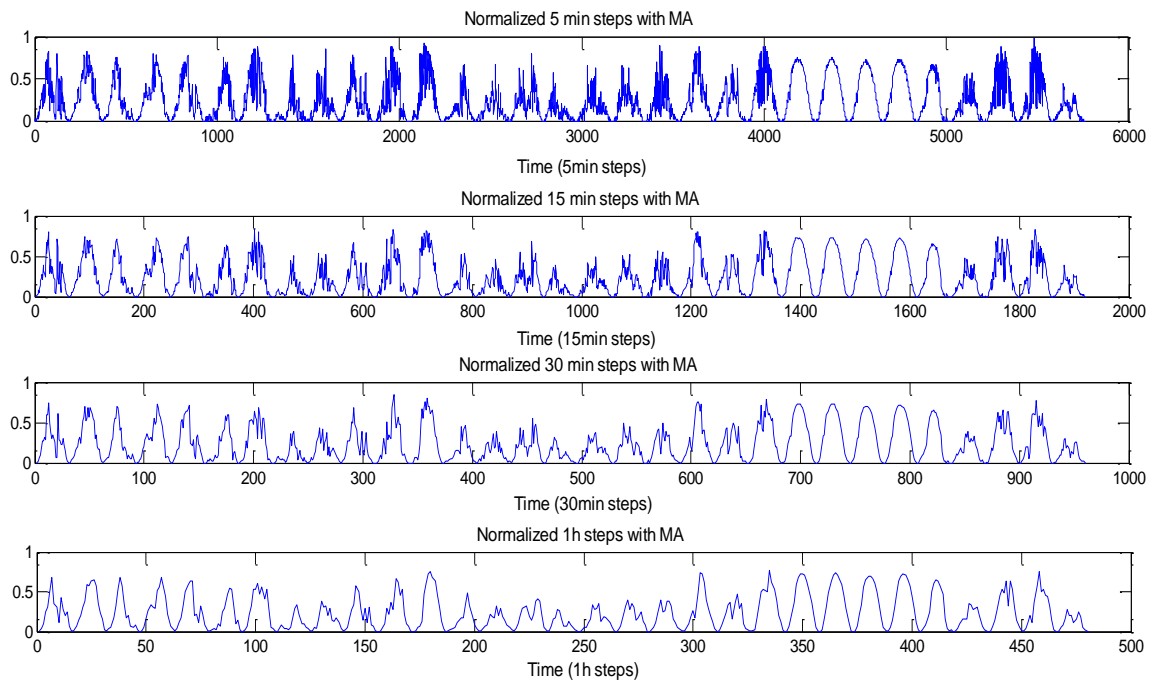 Normalized 5 min steps with MA
1
0.5
0
0 1000 2000 3000 4000 5000 6000
Time (5min steps)
Normalized 15 min steps with MA
1
0.5
0
0 200 400 600 800 1000 1200 1400 1600 1800 2000
Time (15min steps)
Normalized 30 min steps with MA
1
0.5
0
0 100 200 300 400 500 600 700 800 900 1000
Time (30min steps)
Normalized 1h steps with MA
1
0.5
0
0 50 100 150 200 250 300 350 400 450 500
Time (1h steps)